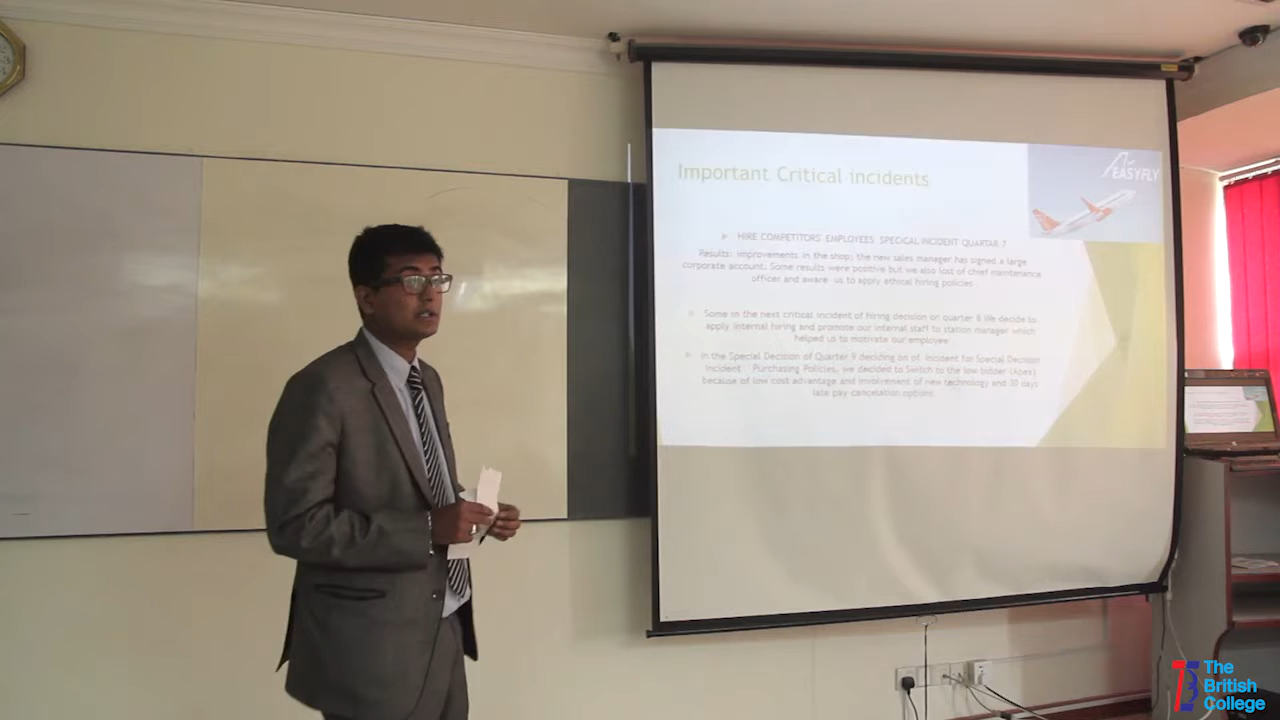 Important Critical incidents
EASYFLY
HIRE COMPETITORS' EMPLOYEES SPECICAL INCIDENT QUARTAR 7
Results: improvements in the shop; the new sales manager has signed a large
corporate account. Some results were positive but we also lost of chief maintenance
officer and aware us to apply ethical hiring policies
Some in the next critical incident of hiring decision on quarter 8 We decide to
apply internal hiring and promote our internal staff to station manager which
helped us to motivate our employee
In the Special Decision of Quarter 9 deciding on of Incident for Special Decision
Incident Purchasing Policies, we decided to Switch to the low bidder (Apex)
because of low cost advantage and involvement of new technology and 30 days
late pay cancelation options
The
British
College